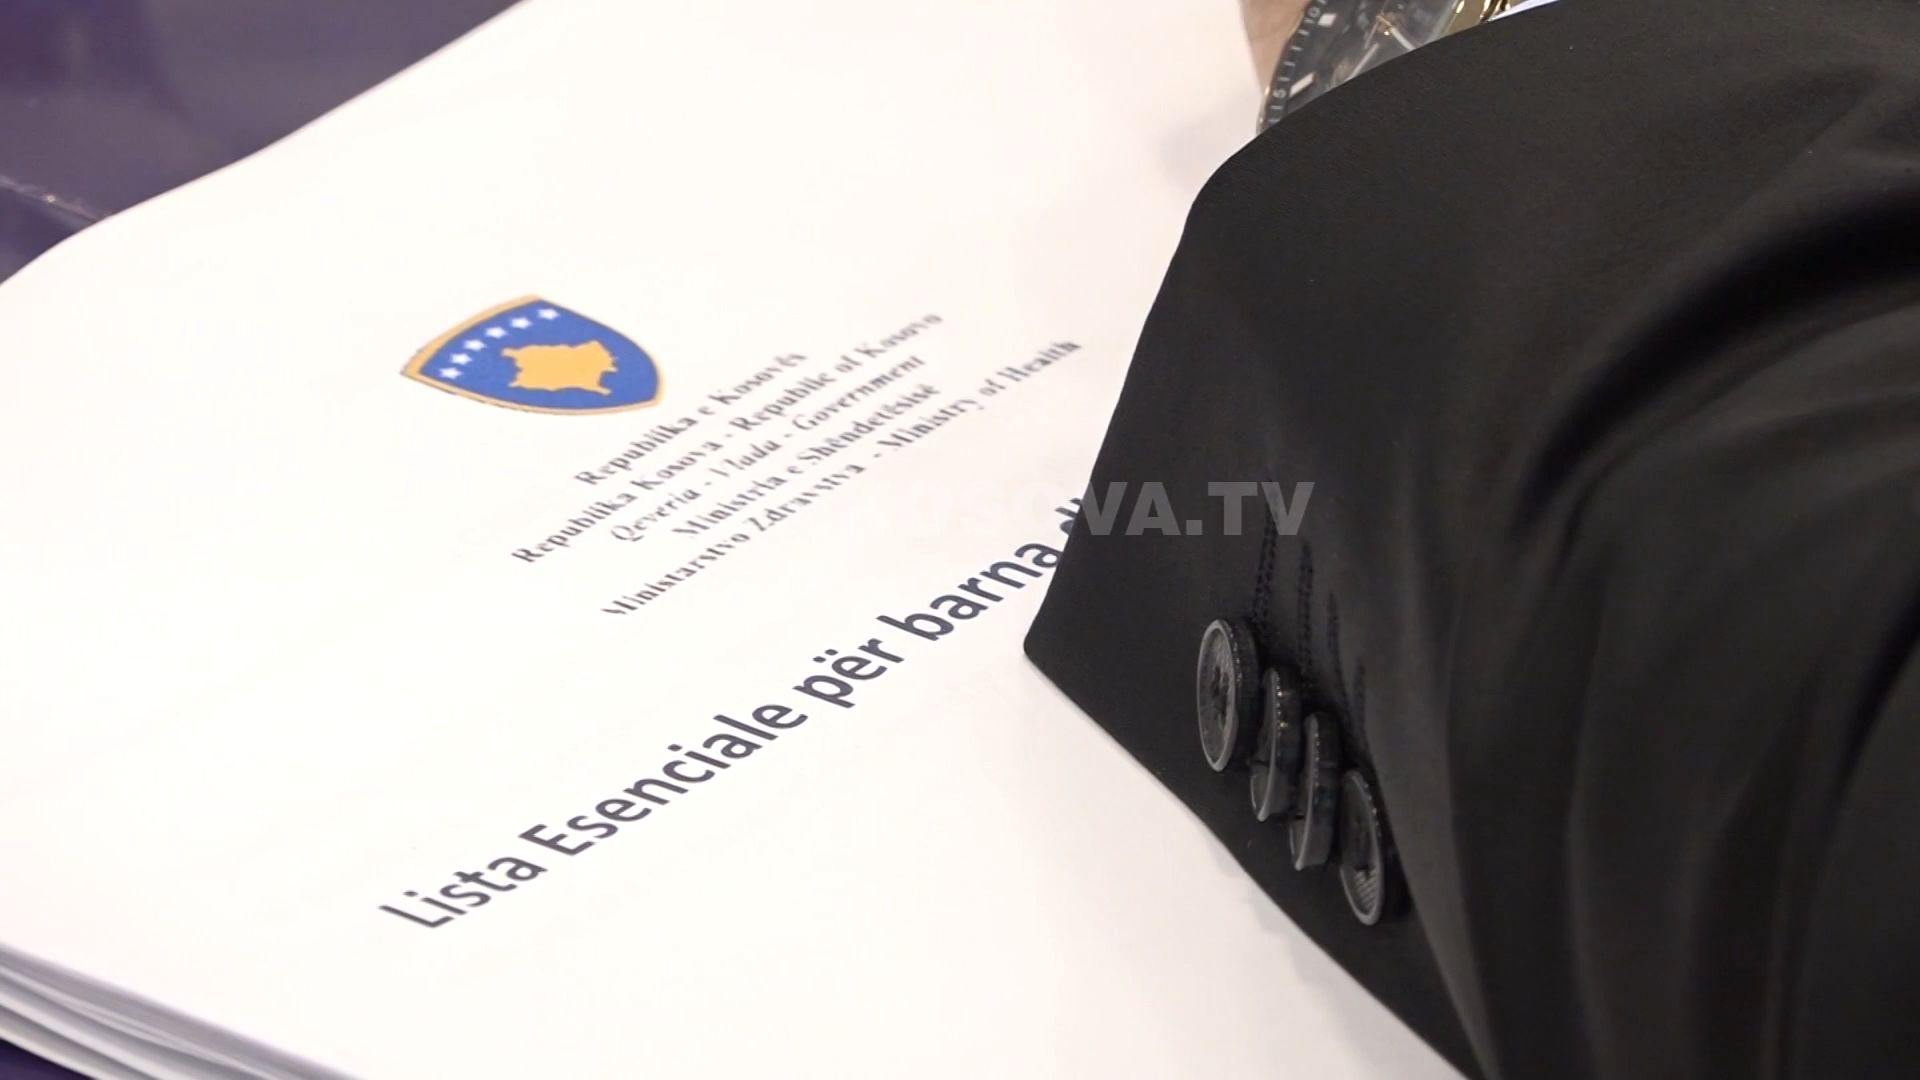 Republika e Kosovës
Republika Kosova - Republic of Kosovo
Qeveria - Vlada - Government
Ministria e Shëndetësisë
Ministarstvo Zdravstva - Ministry of Health
Lista Esenciale për barna
KOSOVA.TV